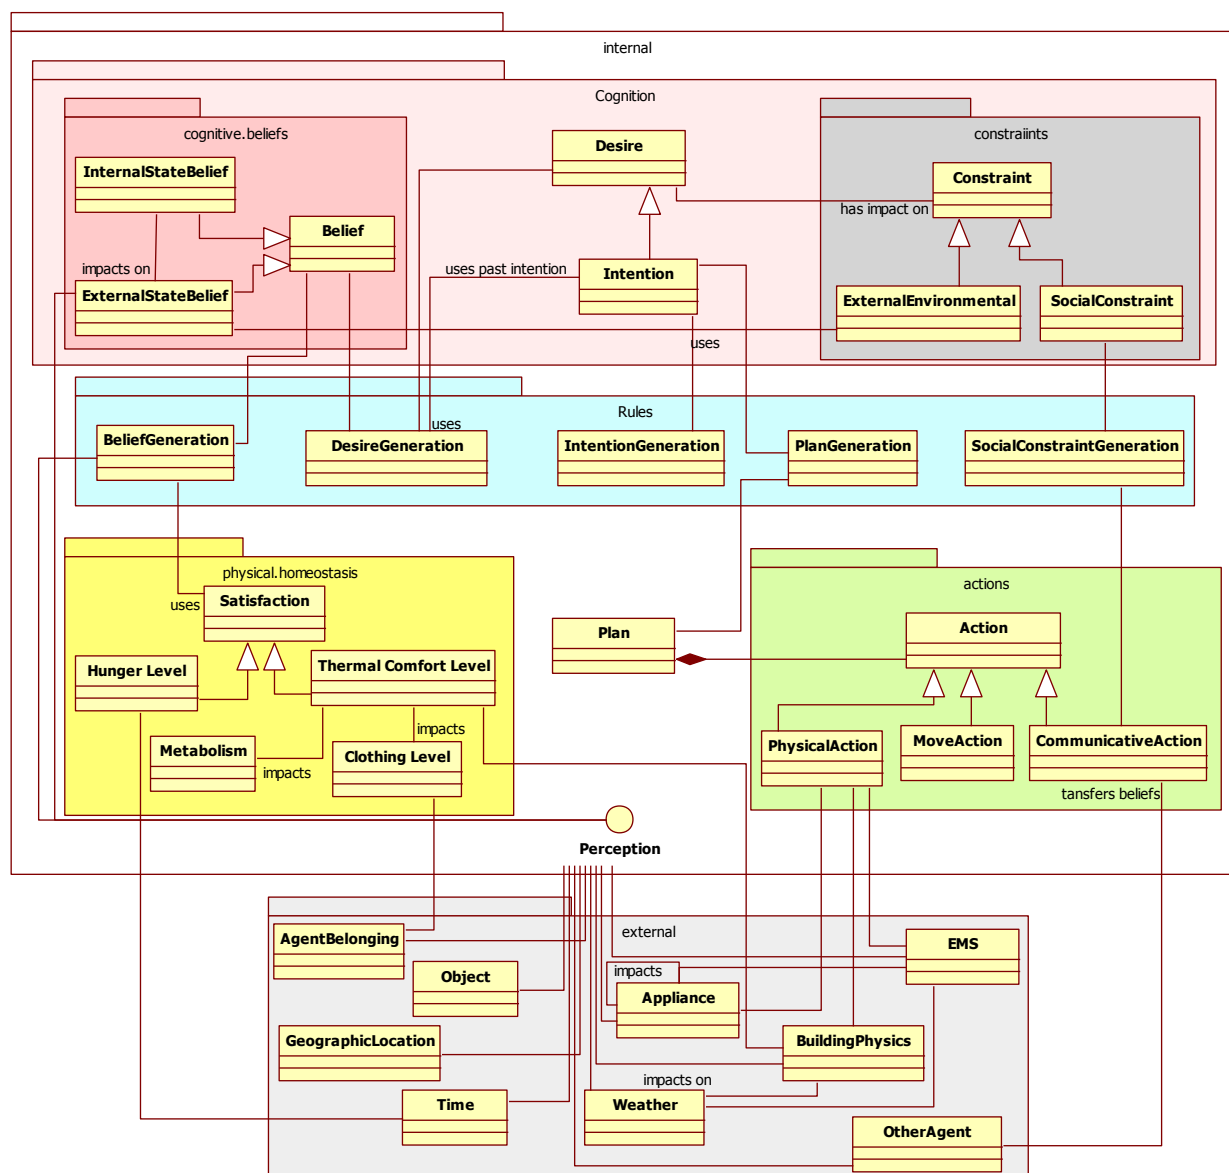 internal
Cognition
cognitive.beliefs
InternalStateBelief
Belief
impacts on
ExternalStateBelief
Desire
uses past intention
Intention
uses
constraiints
Constraint
has impact on
ExternalEnvironmental
SocialConstraint
Rules
BeliefGeneration
uses
DesireGeneration
IntentionGeneration
PlanGeneration
SocialConstraintGeneration
physical.homeostasis
uses
Satisfaction
Hunger Level
Thermal Comfort Level
impacts
Metabolism
impacts
Clothing Level
Plan
actions
Action
PhysicalAction
MoveAction
CommunicativeAction
tansfers beliefs
Perception
external
AgentBelonging
EMS
Object
impacts
Appliance
GeographicLocation
BuildingPhysics
impacts on
Time
Weather
OtherAgent